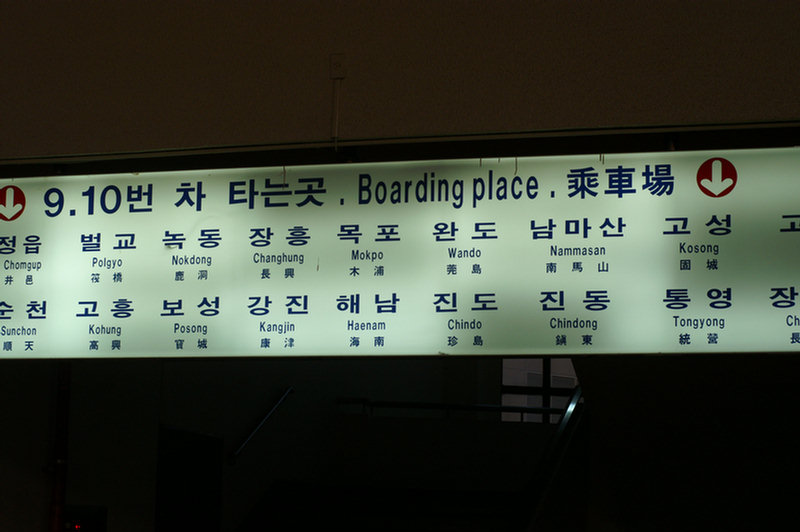 9.10번 차 타는곳 . Boarding place . 乘車場
정읍 벌교 녹동 장흥 목포 완도 남마산 고성 고
Chomgup Polgyo Nokdong Changhung Mokpo Wando Nammasan Kosong
井邑 筏橋 鹿洞 長興 木浦 莞島 南馬山 固城
순천 고흥 보성 강진 해남 진도 진동 통영 장
Sunchon Kohung Posong Kangjin Haenam Chindo Chindong Tongyong Ch
順天 高興 寶城 康津 海南 珍島 鎭東 統營 長